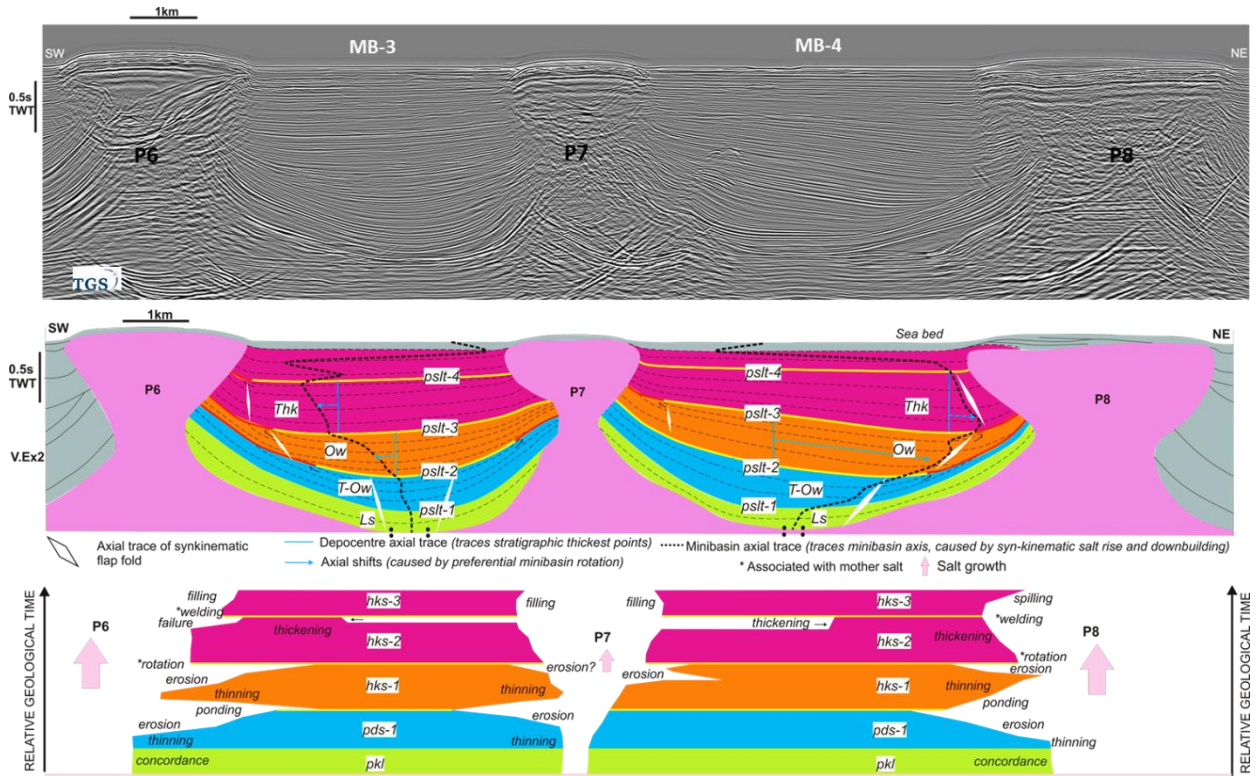 1km
SW
MB-3
MB-4
NE
0.5s
TWT
P6
P7
P8
TGS
1km
SW
Sea bed
NE
0.5s
TWT
P6
P7
P8
V.Ex2
pslt-4
pslt-4
Thk
Thk
pslt-3
pslt-3
Ow
Ow
pslt-2
pslt-2
T-Ow
T-Ow
pslt-1
pslt-1
Ls
Ls
Axial trace of synkinematic
flap fold
Depocentre axial trace (traces stratigraphic thickest points)
Axial shifts (caused by preferential minibasin rotation)
Minibasin axial trace (traces minibasin axis, caused by syn-kinematic salt rise and downbuilding)
* Associated with mother salt
Salt growth
RELATIVE GEOLOGICAL TIME
P6
filling
hks-3
filling
*welding
failure
thickening
hks-2
*rotation
erosion
thinning
hks-1
erosion?
thinning
ponding
erosion
thinning
pds-1
erosion
thinning
concordance
pkl
P7
filling
hks-3
spilling
thickening
*welding
hks-2
thickening
*rotation
erosion
erosion
hks-1
thinning
ponding
pds-1
erosion
thinning
pkl
concordance
P8
RELATIVE GEOLOGICAL TIME